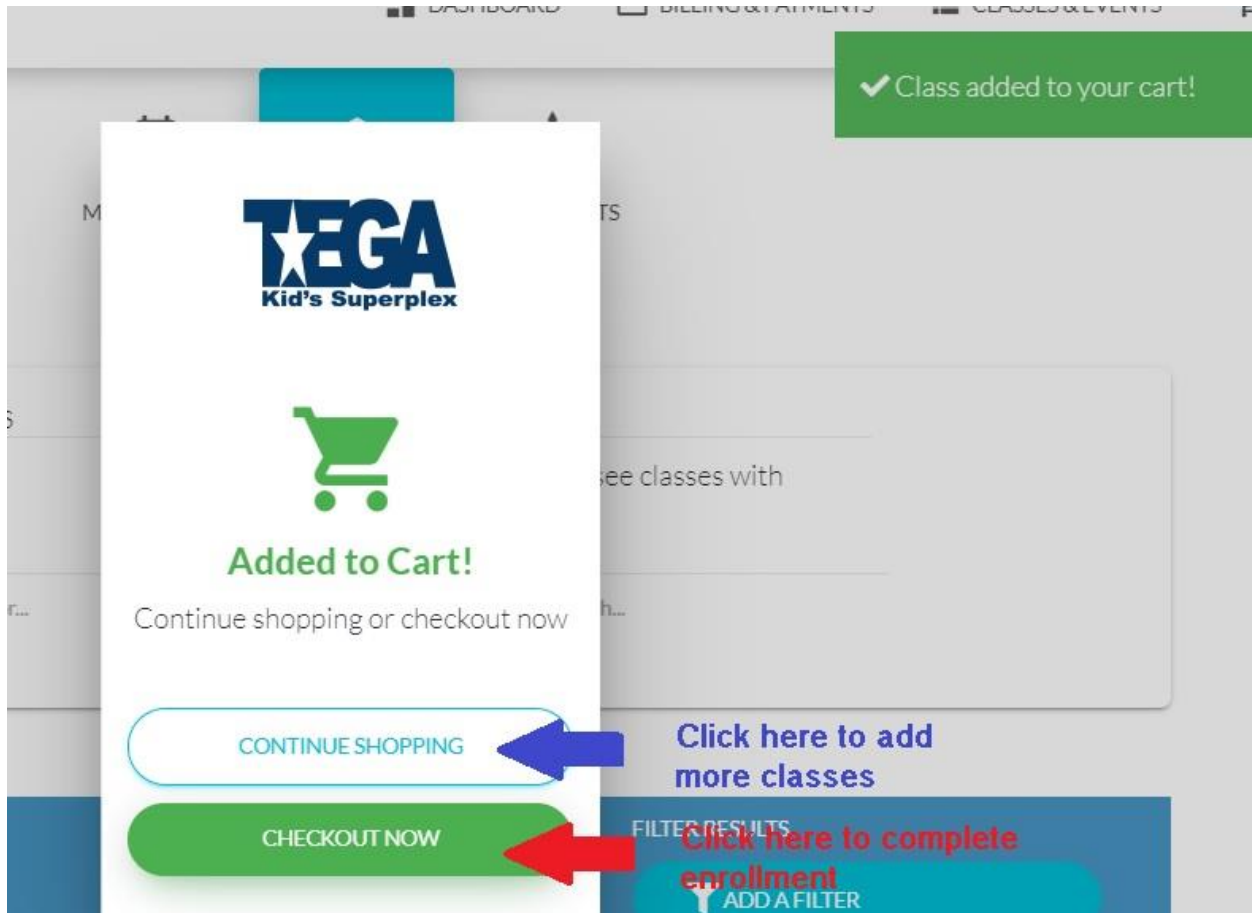 DASHBOARD
BILLING & PAYMENTS
CLASSES & EVENTS
Class added to your cart!
M
TS
TEGA
Kid's Superplex
S
see classes with
Added to Cart!
r...
h...
Continue shopping or checkout now
CONTINUE SHOPPING
Click here to add
more classes
CHECKOUT NOW
FILTER RESULTS
Click here to complete
enrollment
ADD A FILTER